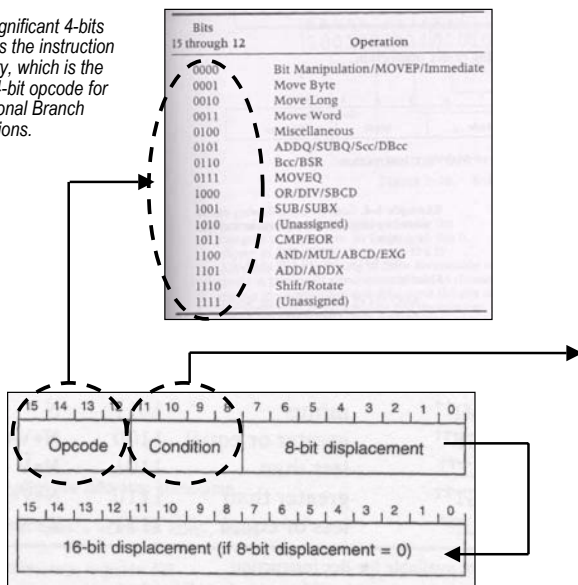 gnificant 4-bits
s the instruction
y, which is the
4-bit opcode for
onal Branch
ions.
Bits
15 through 12 Operation
0000 Bit Manipulation/MOVEP/Immediate
0001 Move Byte
0010 Move Long
0011 Move Word
0100 Miscellaneous
0101 ADDQ/SUBQ/Scc/DBcc
0110 Bcc/BSR
0111 MOVEQ
1000 OR/DIV/SBCD
1001 SUB/SUBX
1010 (Unassigned)
1011 CMP/EOR
1100 AND/MUL/ABCD/EXG
1101 ADD/ADDX
1110 Shift/Rotate
1111 (Unassigned)
15 14 13 12 11 10 9 8 7 6 5 4 3 2 1 0
Opcode Condition 8-bit displacement
15 14 13 12 11 10 9 8 7 6 5 4 3 2 1 0
16-bit displacement (if 8-bit displacement = 0)